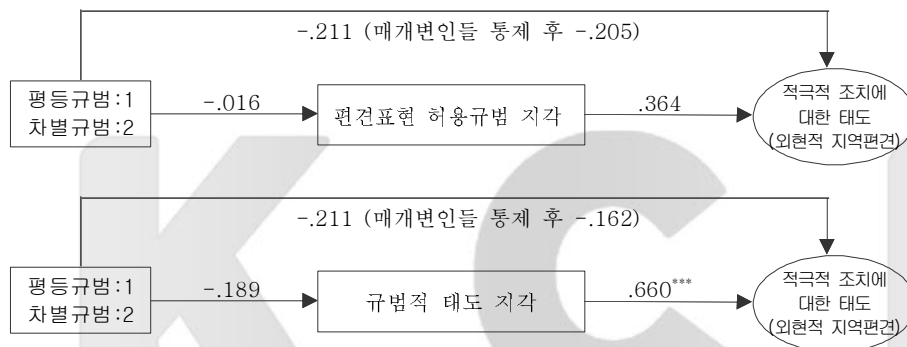 -.211 (매개변인들 통제 후 -.205)
평등규범:1
차별규범:2
-.016
편견표현 허용규범 지각
.364
적극적 조치에
대한 태도
(외현적 지역편견)
-.211 (매개변인들 통제 후 -.162)
평등규범:1
차별규범:2
-.189
규범적 태도 지각
.660***
적극적 조치에
대한 태도
(외현적 지역편견)
K C